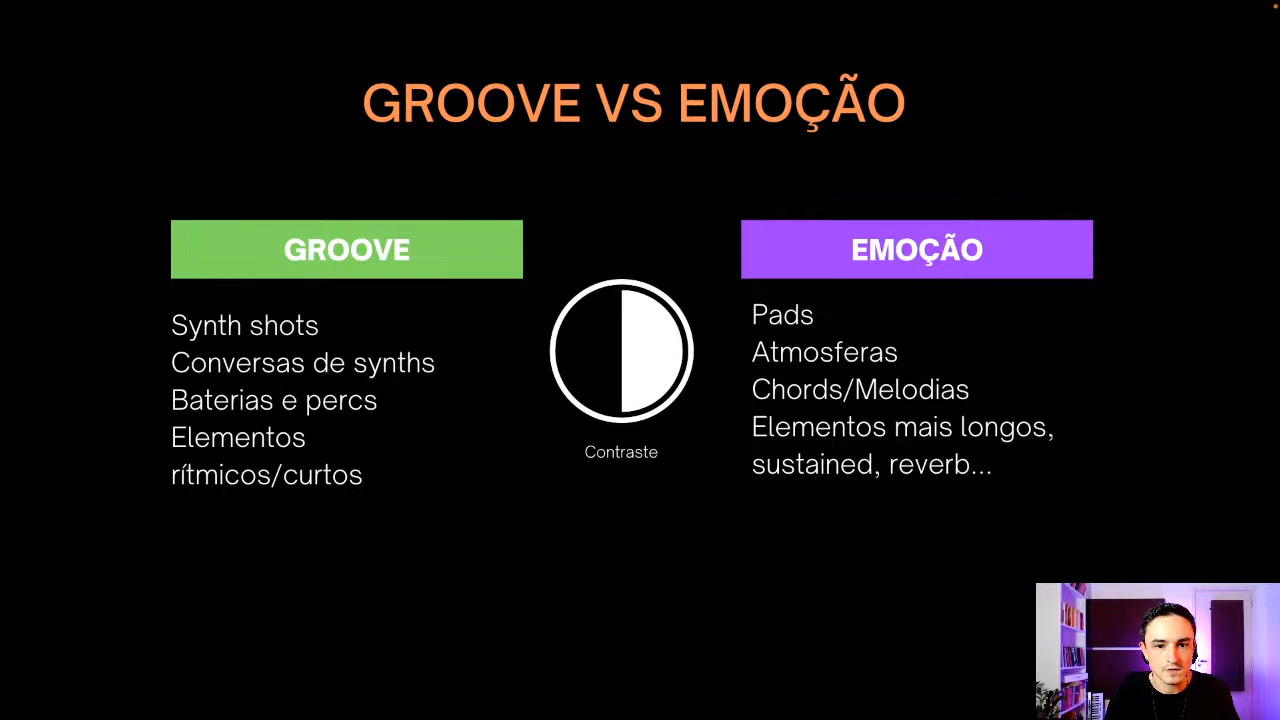 GROOVE VS EMOÇÃO
GROOVE
Synth shots
Conversas de synths
Baterias e percs
Elementos
rítmicos/curtos
Contraste
EMOÇÃO
Pads
Atmosferas
Chords/Melodias
Elementos mais longos,
sustained, reverb...